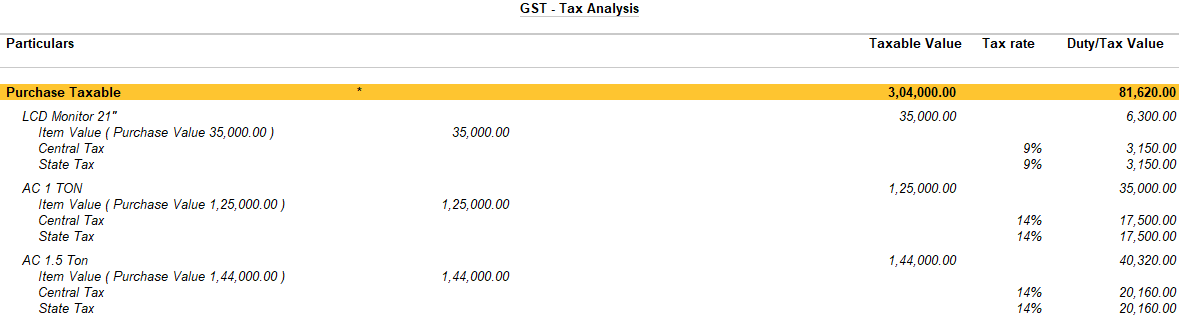 GST - Tax Analysis
Particulars Taxable Value Tax rate Duty/Tax Value
Purchase Taxable * 3,04,000.00 81,620.00
LCD Monitor 21" 35,000.00 6,300.00
Item Value ( Purchase Value 35,000.00 ) 35,000.00
Central Tax 9% 3,150.00
State Tax 9% 3,150.00
AC 1 TON 1,25,000.00 35,000.00
Item Value ( Purchase Value 1,25,000.00 ) 1,25,000.00
Central Tax 14% 17,500.00
State Tax 14% 17,500.00
AC 1.5 Ton 1,44,000.00 40,320.00
Item Value ( Purchase Value 1,44,000.00 ) 1,44,000.00
Central Tax 14% 20,160.00
State Tax 14% 20,160.00